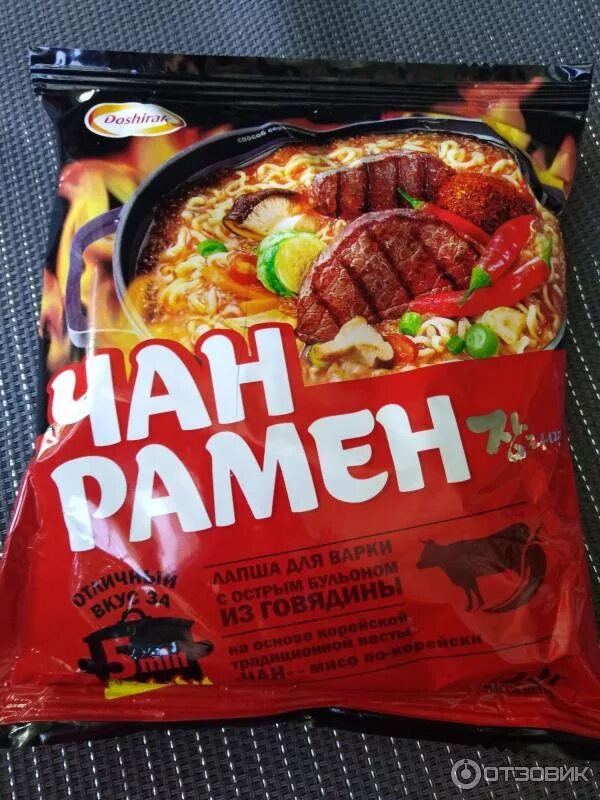 Doshirak
ЧАН
РАМЕН
ЛАПША ДЛЯ ВАРКИ
С ОСТРЫМ БУЛЬОНОМ
ИЗ ГОВЯДИНЫ
на основе корейской
традиционной пасты
"ЧАН" - мисо по-корейски
ОТЛИЧНЫЙ
ВКУС ЗА
5 min
ОТЗОВИК